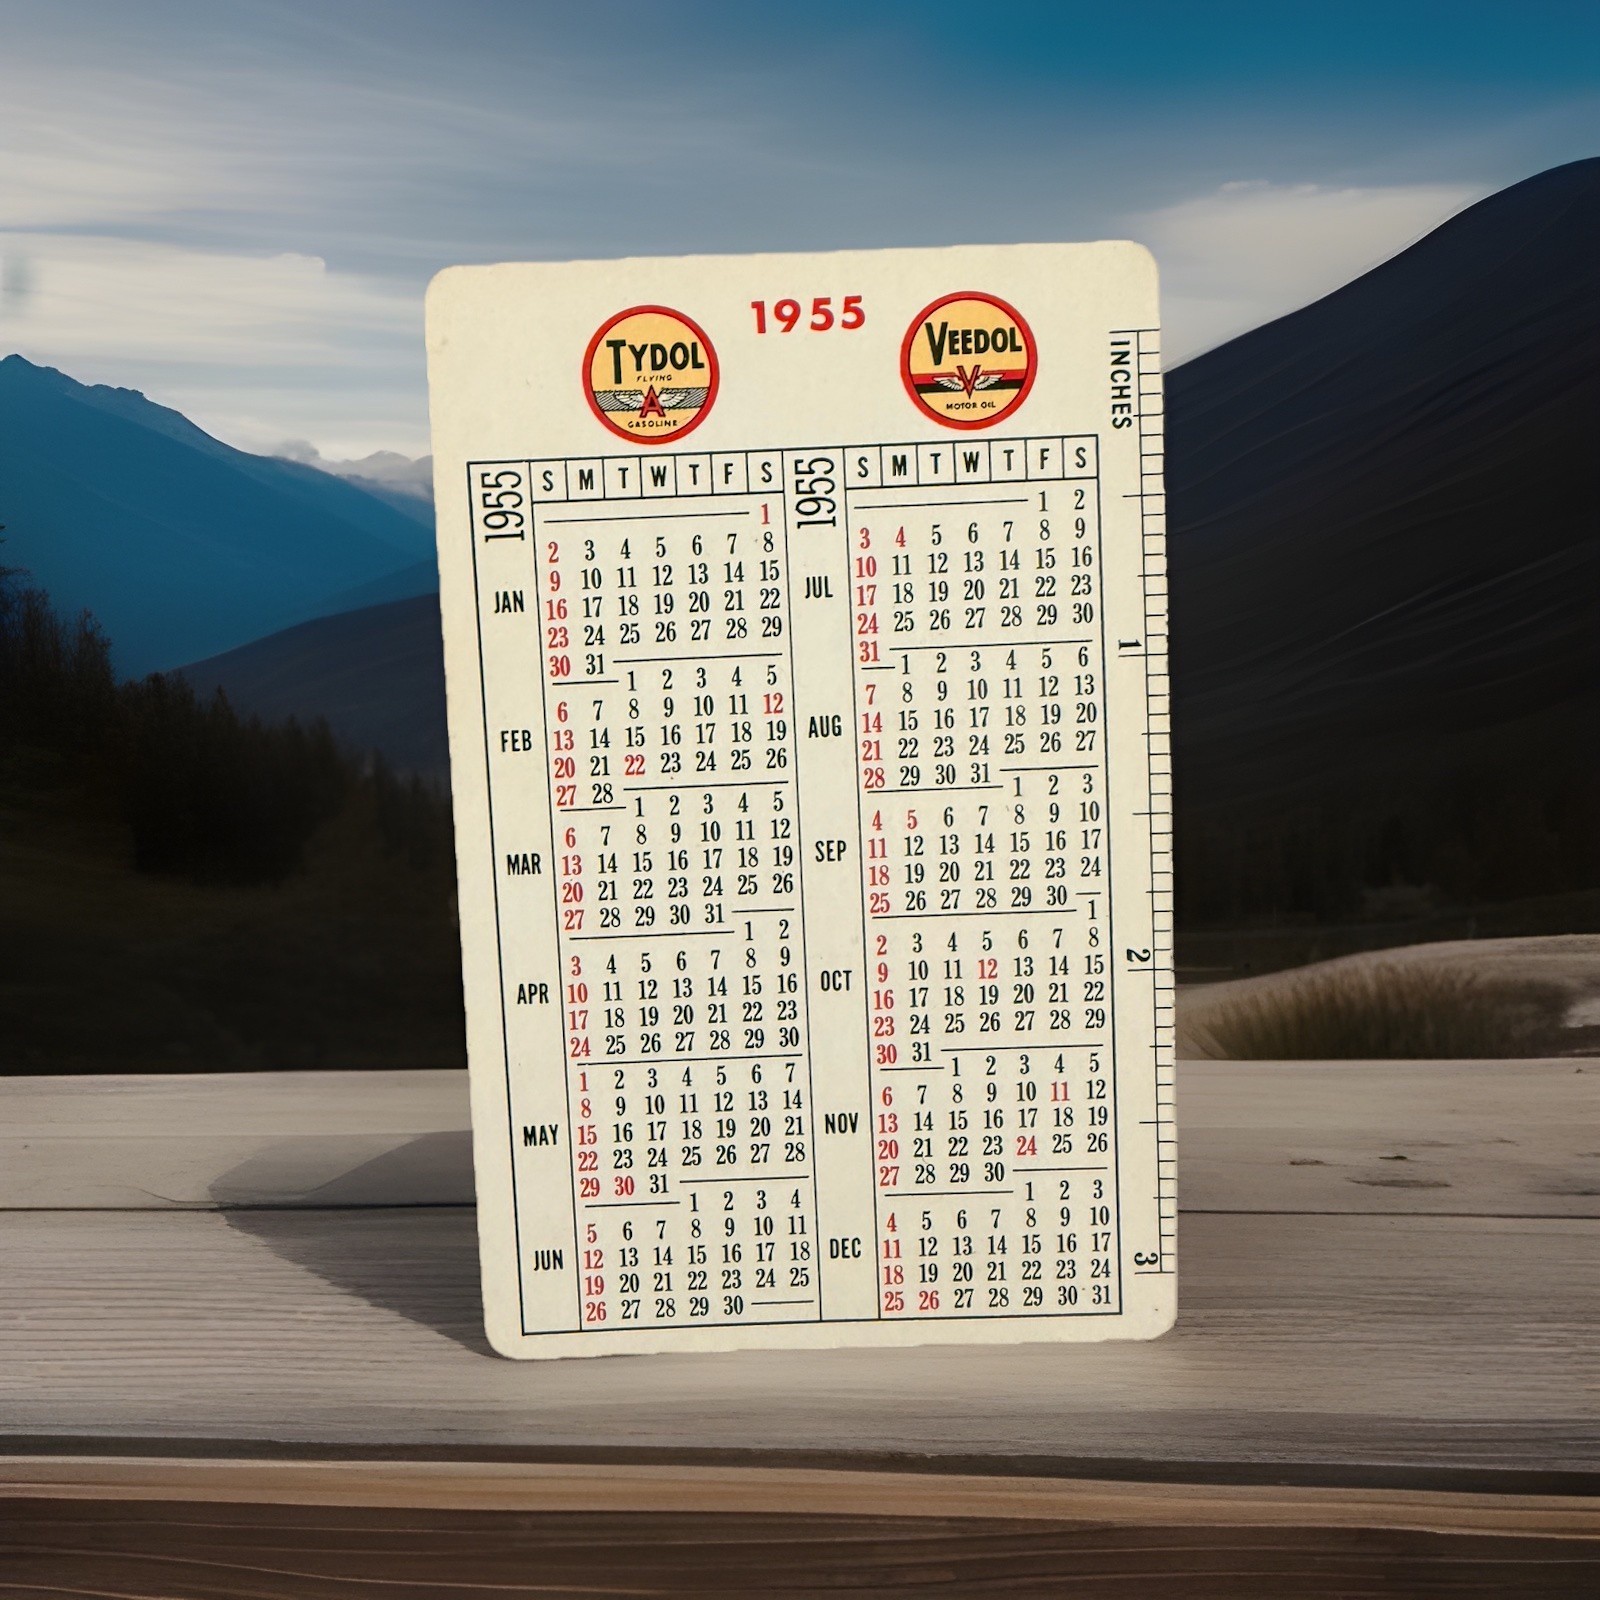 1955
TYDOL
FLYING
A
GASOLINE
VEEDOL
V
MOTOR OIL
INCHES
1
2
3
1955 S M T W T F S
JAN
1
2 3 4 5 6 7 8
9 10 11 12 13 14 15
16 17 18 19 20 21 22
23 24 25 26 27 28 29
30 31
FEB
1 2 3 4 5
6 7 8 9 10 11 12
13 14 15 16 17 18 19
20 21 22 23 24 25 26
27 28
MAR
1 2 3 4 5
6 7 8 9 10 11 12
13 14 15 16 17 18 19
20 21 22 23 24 25 26
27 28 29 30 31
APR
1 2
3 4 5 6 7 8 9
10 11 12 13 14 15 16
17 18 19 20 21 22 23
24 25 26 27 28 29 30
MAY
1 2 3 4 5 6 7
8 9 10 11 12 13 14
15 16 17 18 19 20 21
22 23 24 25 26 27 28
29 30 31
JUN
1 2 3 4
5 6 7 8 9 10 11
12 13 14 15 16 17 18
19 20 21 22 23 24 25
26 27 28 29 30
1955 S M T W T F S
JUL
1 2
3 4 5 6 7 8 9
10 11 12 13 14 15 16
17 18 19 20 21 22 23
24 25 26 27 28 29 30
31
AUG
1 2 3 4 5 6
7 8 9 10 11 12 13
14 15 16 17 18 19 20
21 22 23 24 25 26 27
28 29 30 31
SEP
1 2 3
4 5 6 7 8 9 10
11 12 13 14 15 16 17
18 19 20 21 22 23 24
25 26 27 28 29 30
OCT
1
2 3 4 5 6 7 8
9 10 11 12 13 14 15
16 17 18 19 20 21 22
23 24 25 26 27 28 29
30 31
NOV
1 2 3 4 5
6 7 8 9 10 11 12
13 14 15 16 17 18 19
20 21 22 23 24 25 26
27 28 29 30
DEC
1 2 3
4 5 6 7 8 9 10
11 12 13 14 15 16 17
18 19 20 21 22 23 24
25 26 27 28 29 30 31